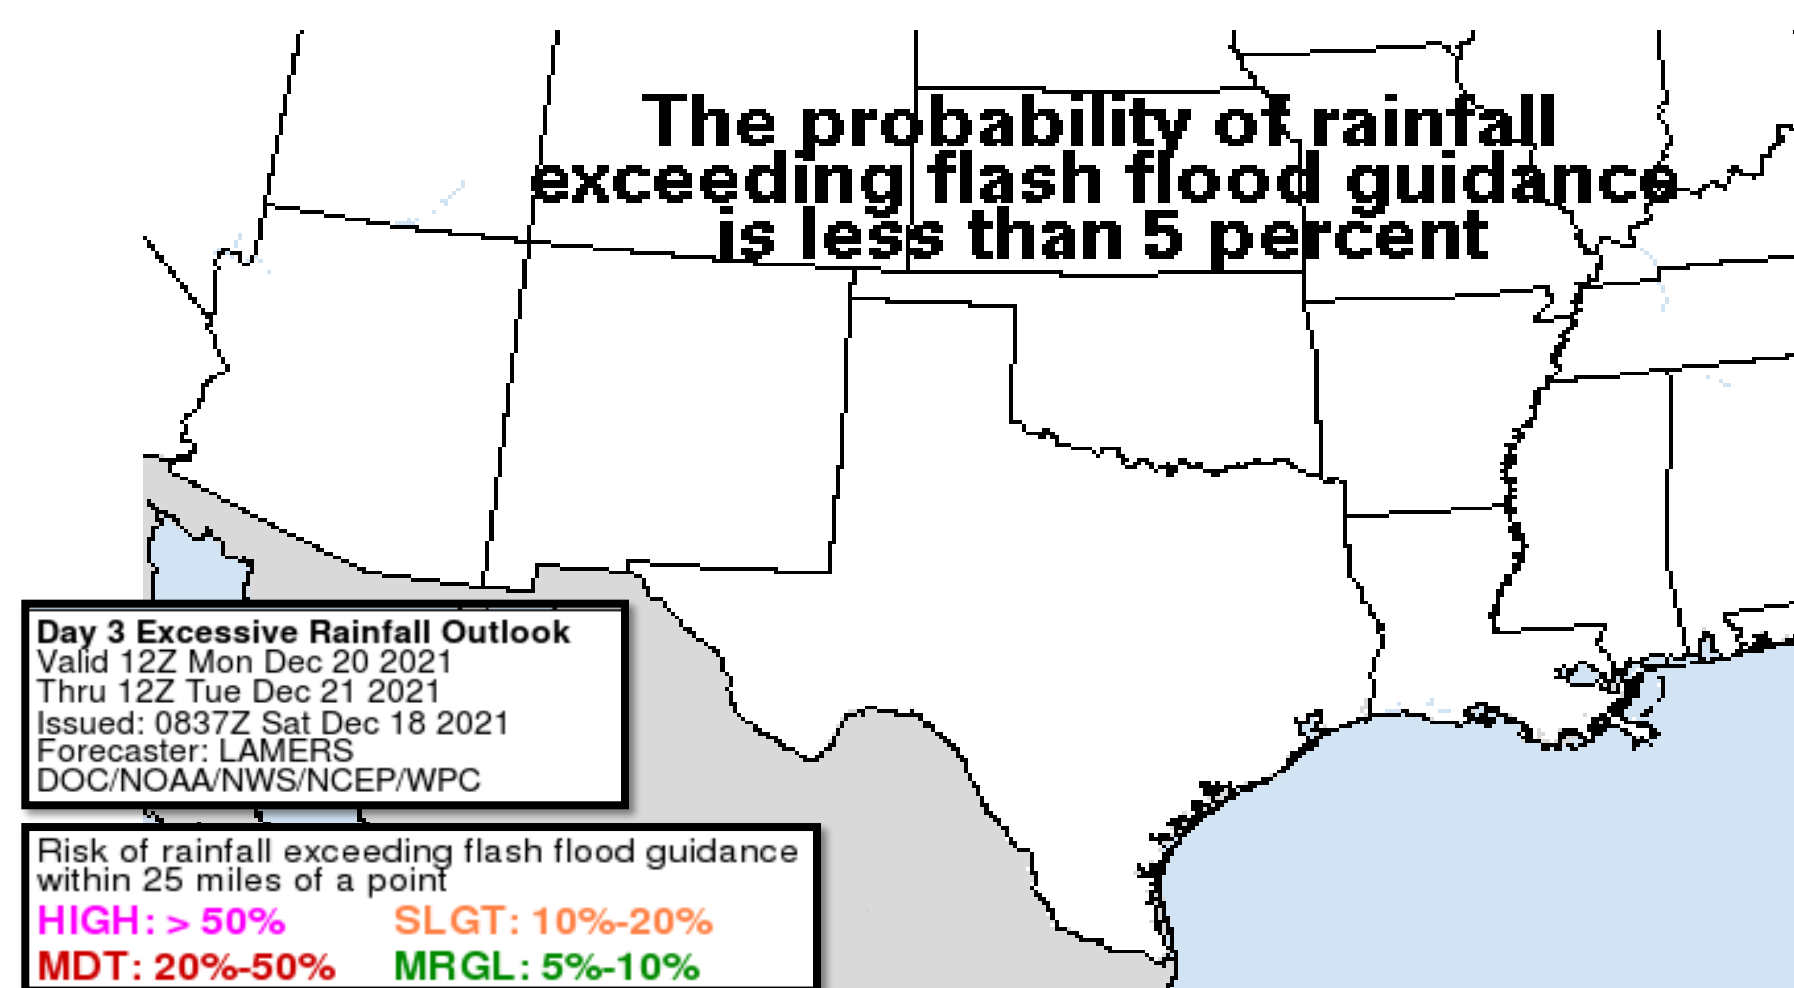 The probability of rainfall
exceeding flash flood guidance
is less than 5 percent
Day 3 Excessive Rainfall Outlook
Valid 12Z Mon Dec 20 2021
Thru 12Z Tue Dec 21 2021
Issued: 0837Z Sat Dec 18 2021
Forecaster: LAMERS
DOC/NOAA/NWS/NCEP/WPC
Risk of rainfall exceeding flash flood guidance
within 25 miles of a point
HIGH: > 50% SLGT: 10%-20%
MDT: 20%-50% MRGL: 5%-10%